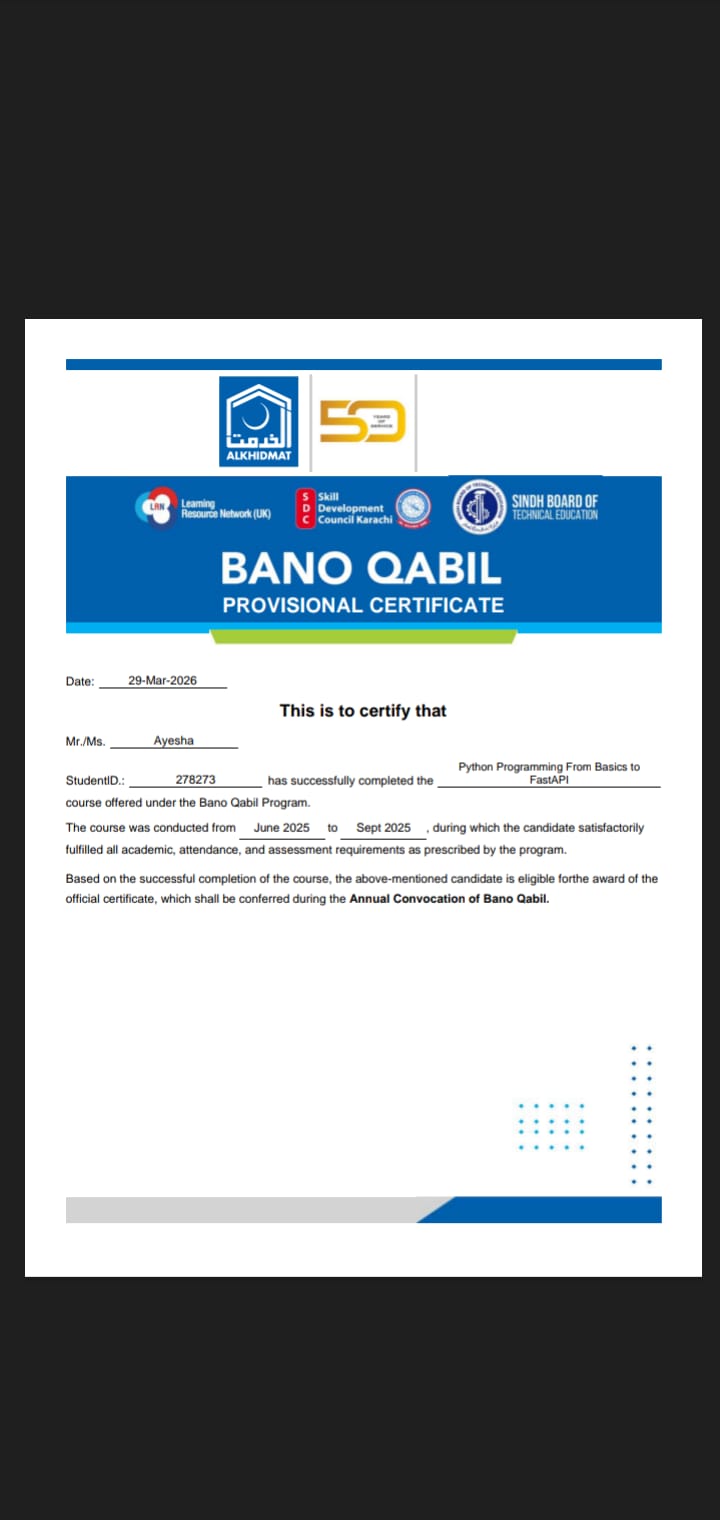 الخدمت
ALKHIDMAT
50 YEARS OF SERVICE
LRN Learning Resource Network (UK)
SDC Skill Development Council Karachi
SINDH BOARD OF TECHNICAL EDUCATION
BANO QABIL
PROVISIONAL CERTIFICATE
Date: 29-Mar-2026
This is to certify that
Mr./Ms. Ayesha
StudentID.: 278273 has successfully completed the Python Programming From Basics to FastAPI
course offered under the Bano Qabil Program.
The course was conducted from June 2025 to Sept 2025 , during which the candidate satisfactorily
fulfilled all academic, attendance, and assessment requirements as prescribed by the program.
Based on the successful completion of the course, the above-mentioned candidate is eligible forthe award of the
official certificate, which shall be conferred during the Annual Convocation of Bano Qabil.